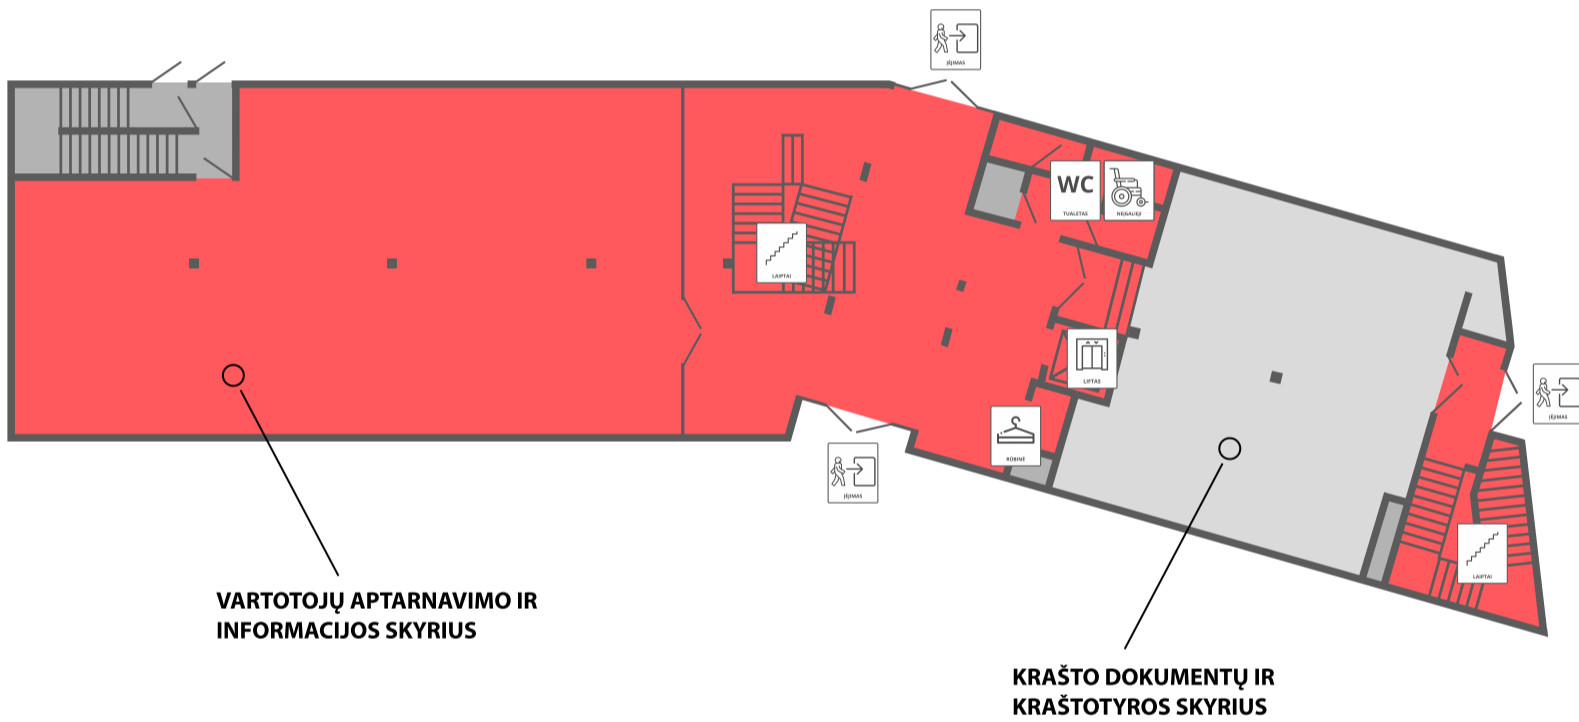 ĮĖJIMAS
WC
TUALETAS
NEĮGALIEJI
LAIPTAI
LIFTAS
ĮĖJIMAS
RŪBINĖ
ĮĖJIMAS
LAIPTAI
VARTOTOJŲ APTARNAVIMO IR
INFORMACIJOS SKYRIUS
KRAŠTO DOKUMENTŲ IR
KRAŠTOTYROS SKYRIUS